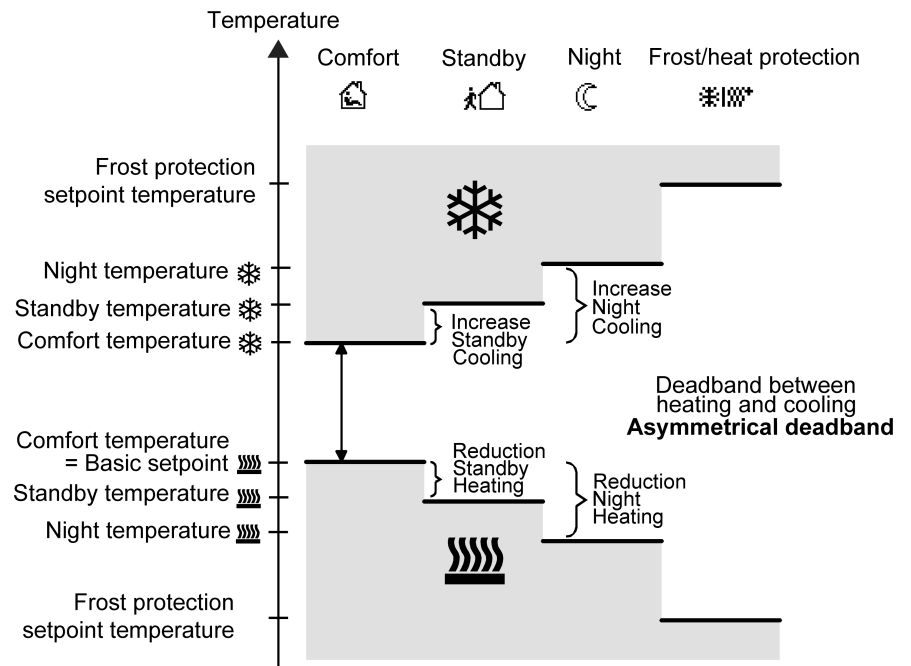 Temperature
Comfort
Standby
Night
Frost/heat protection
Frost protection
setpoint temperature
Night temperature
Standby temperature
Comfort temperature
Increase
Standby
Cooling
Increase
Night
Cooling
Deadband between
heating and cooling
Asymmetrical deadband
Comfort temperature
= Basic setpoint
Standby temperature
Night temperature
Reduction
Standby
Heating
Reduction
Night
Heating
Frost protection
setpoint temperature